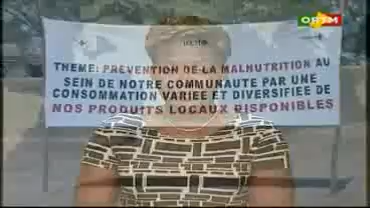 ORTM
THEME: PREVENTION DE LA MALNUTRITION AU
SEIN DE NOTRE COMMUNAUTE PAR UNE
CONSOMMATION VARIEE ET DIVERSIFIEE DE
NOS PRODUITS LOCAUX DISPONIBLES